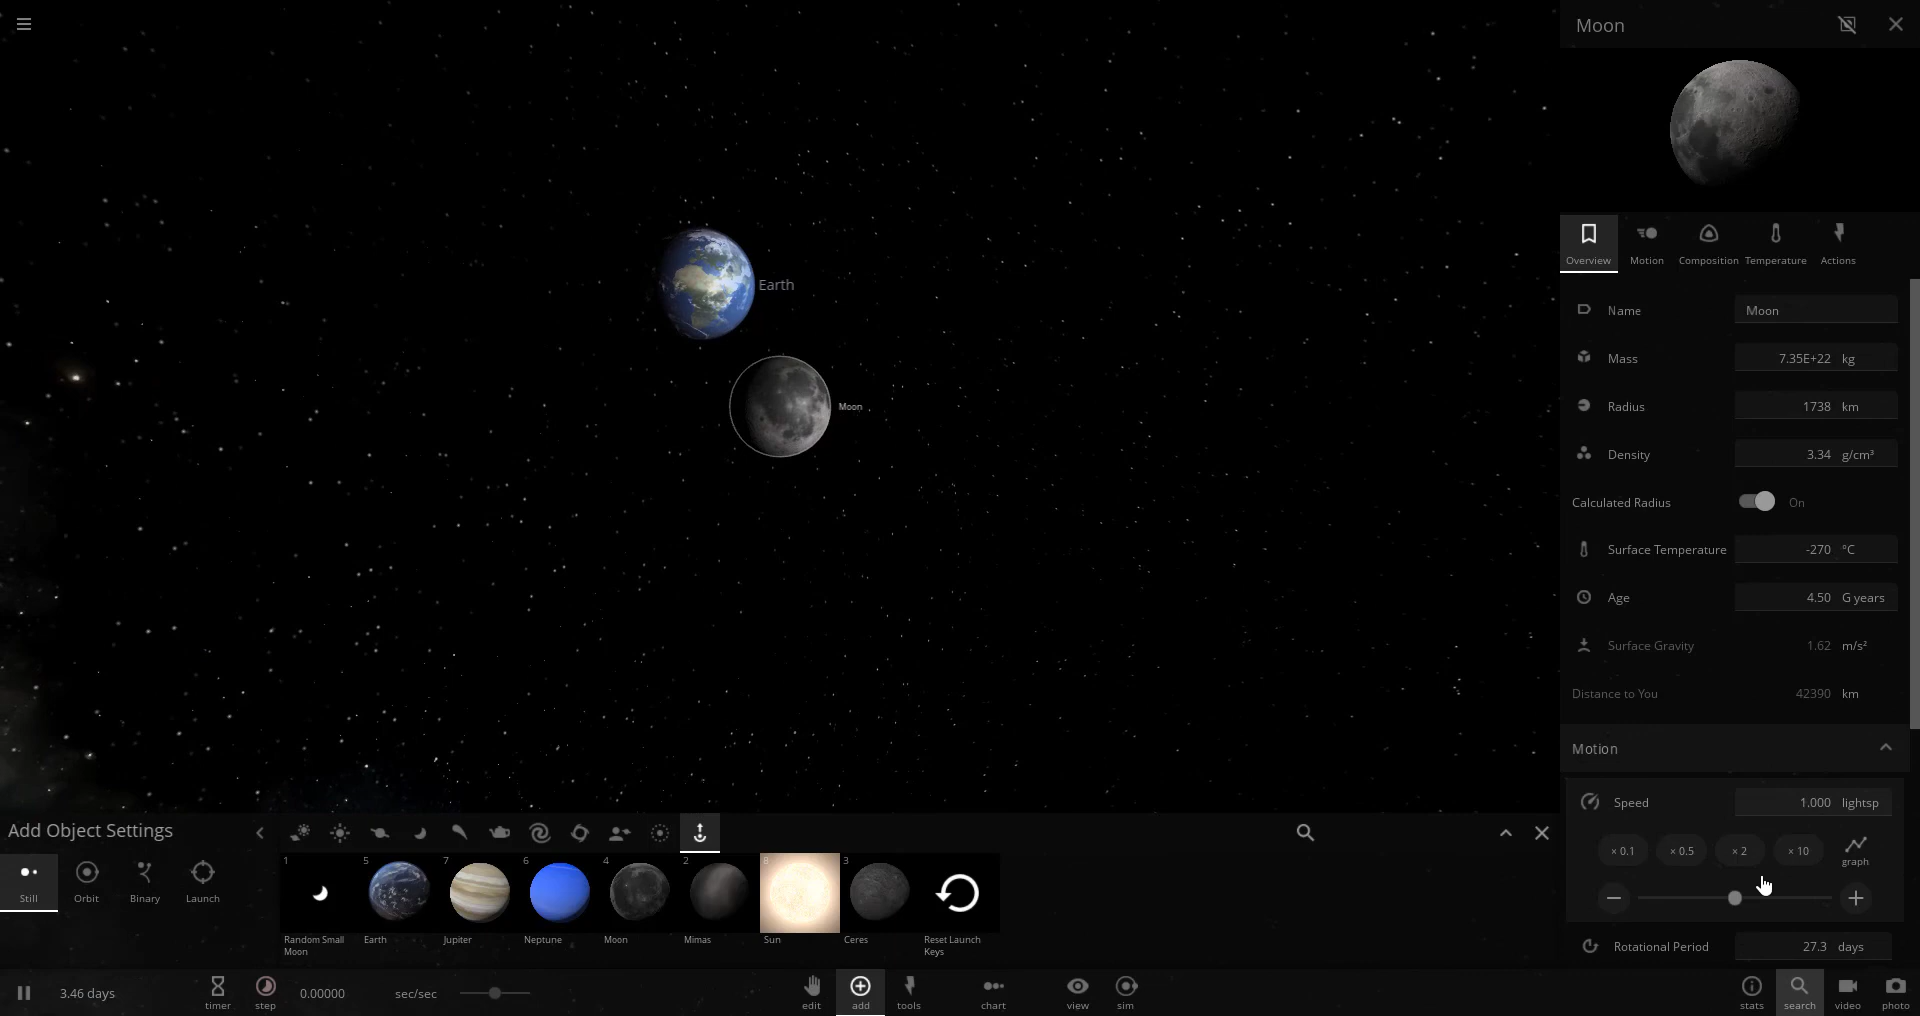 Moon
Earth
Moon
Overview
Motion
Composition
Temperature
Actions
Name Moon
Mass 7.35E+22 kg
Radius 1738 km
Density 3.34 g/cm³
Calculated Radius On
Surface Temperature -270 °C
Age 4.50 G years
Surface Gravity 1.62 m/s²
Distance to You 42390 km
Motion
Speed 1.000 lightsp
× 0.1 × 0.5 × 2 × 10 graph
Rotational Period 27.3 days
Add Object Settings
Still Orbit Binary Launch
1 5 7 6 4 2 8 3
Random Small Moon
Earth
Jupiter
Neptune
Moon
Mimas
Sun
Ceres
Reset Launch Keys
3.46 days
timer
step
0.00000 sec/sec
edit
add
tools
chart
view
sim
stats
search
video
photo